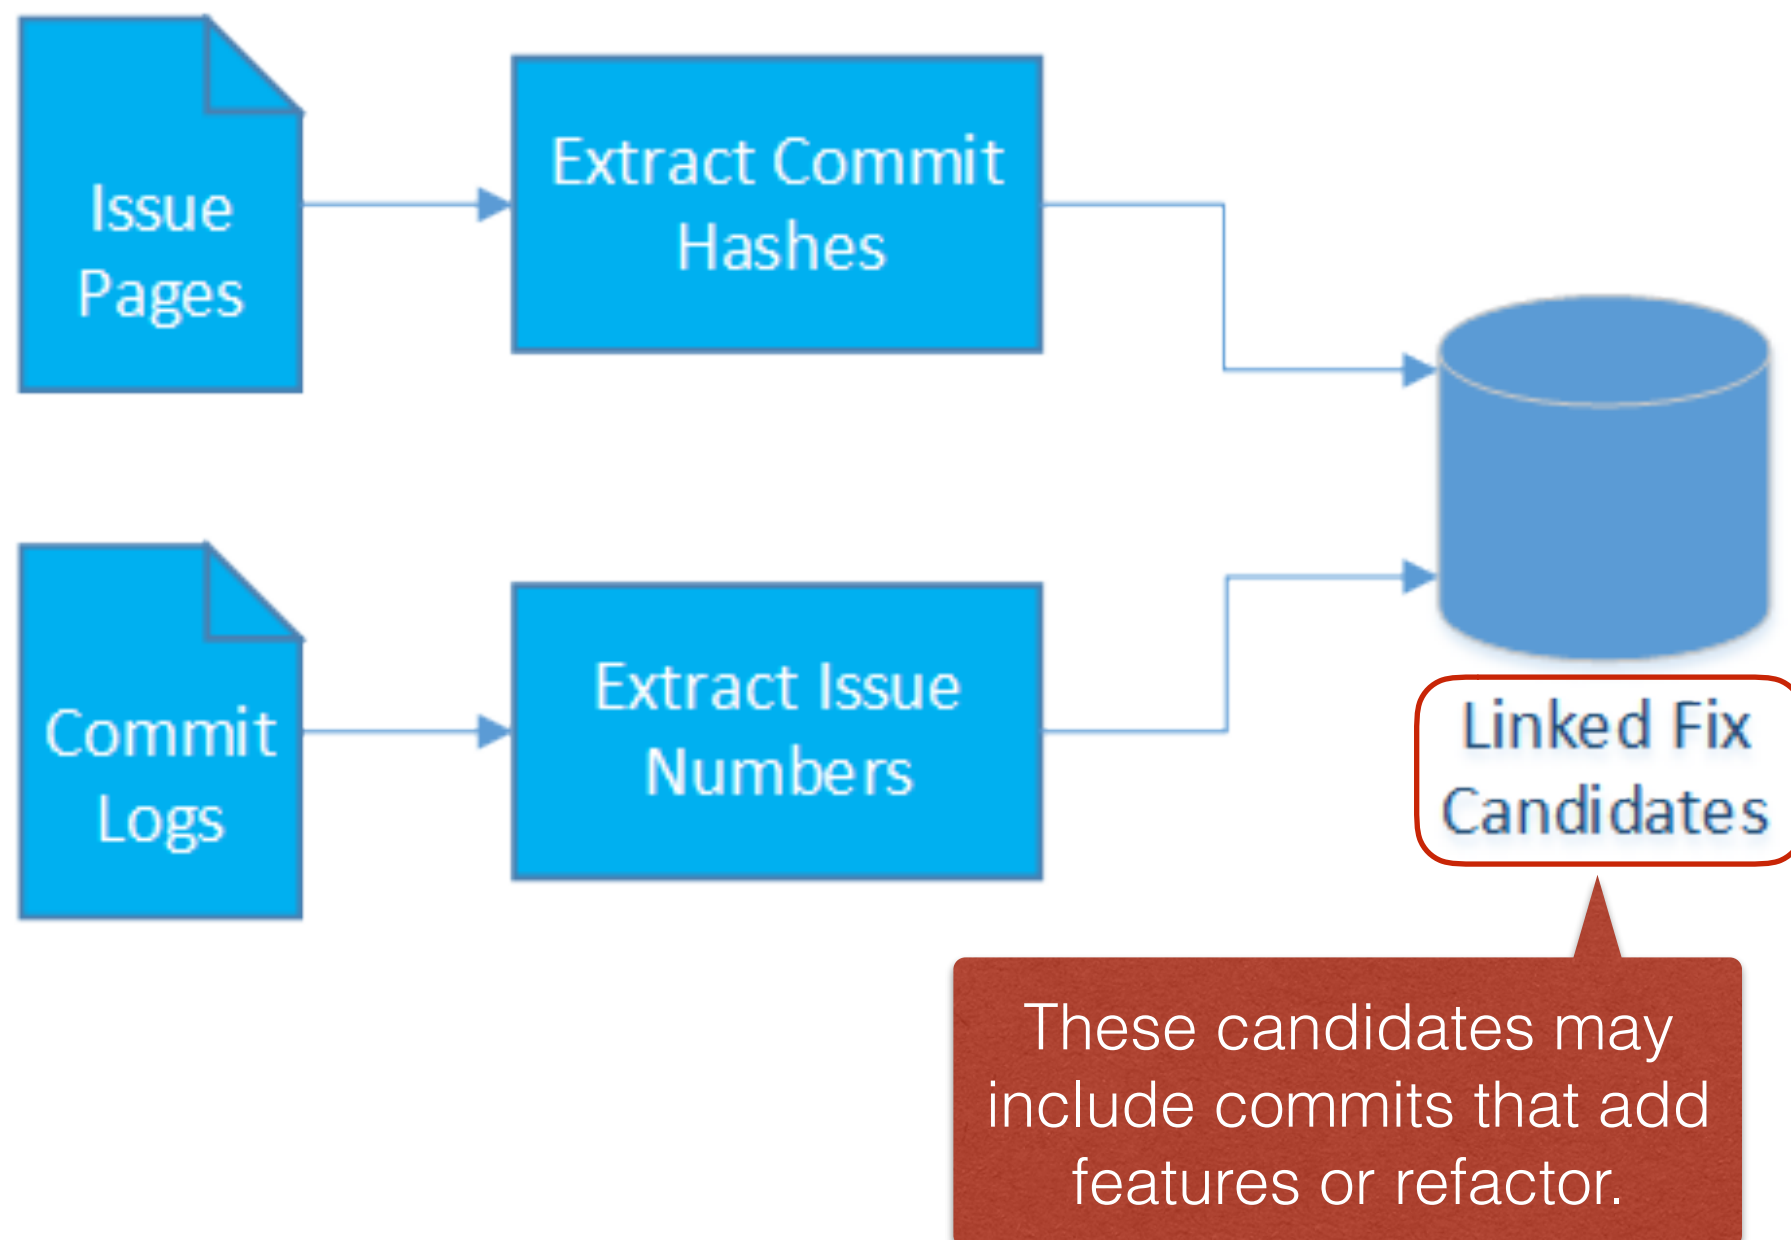 Issue
Pages
Extract Commit
Hashes
Commit
Logs
Extract Issue
Numbers
Linked Fix
Candidates
These candidates may
include commits that add
features or refactor.